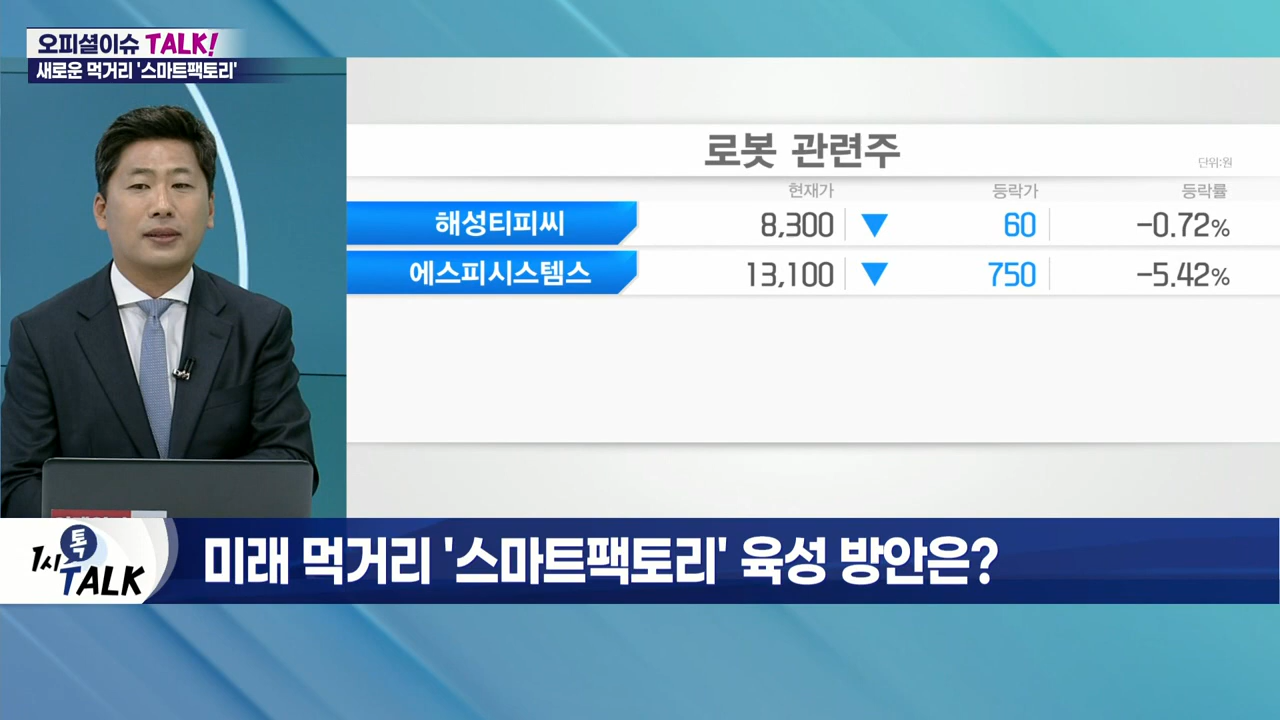 오피셜이슈 TALK!
새로운 먹거리 '스마트팩토리'
로봇 관련주
단위:원
현재가 등락가 등락률
해성티피씨 8,300 ▼ 60 -0.72%
에스피시스템스 13,100 ▼ 750 -5.42%
1시 톡 TALK
미래 먹거리 '스마트팩토리' 육성 방안은?